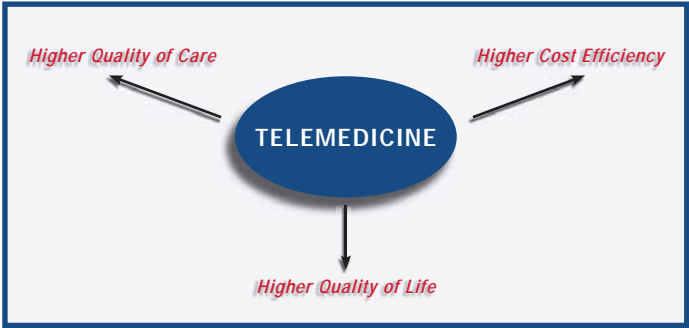 Higher Quality of Care
Higher Cost Efficiency
TELEMEDICINE
Higher Quality of Life